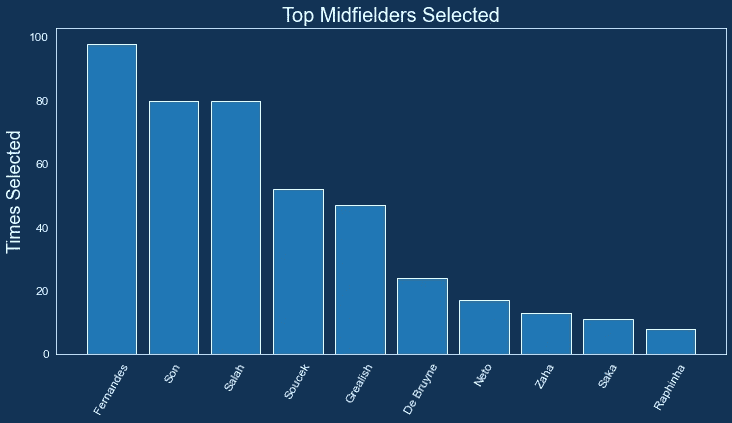 Top Midfielders Selected
Times Selected
100
80
60
40
20
0
Fernandes
Son
Salah
Soucek
Grealish
De Bruyne
Neto
Zaha
Saka
Raphinha